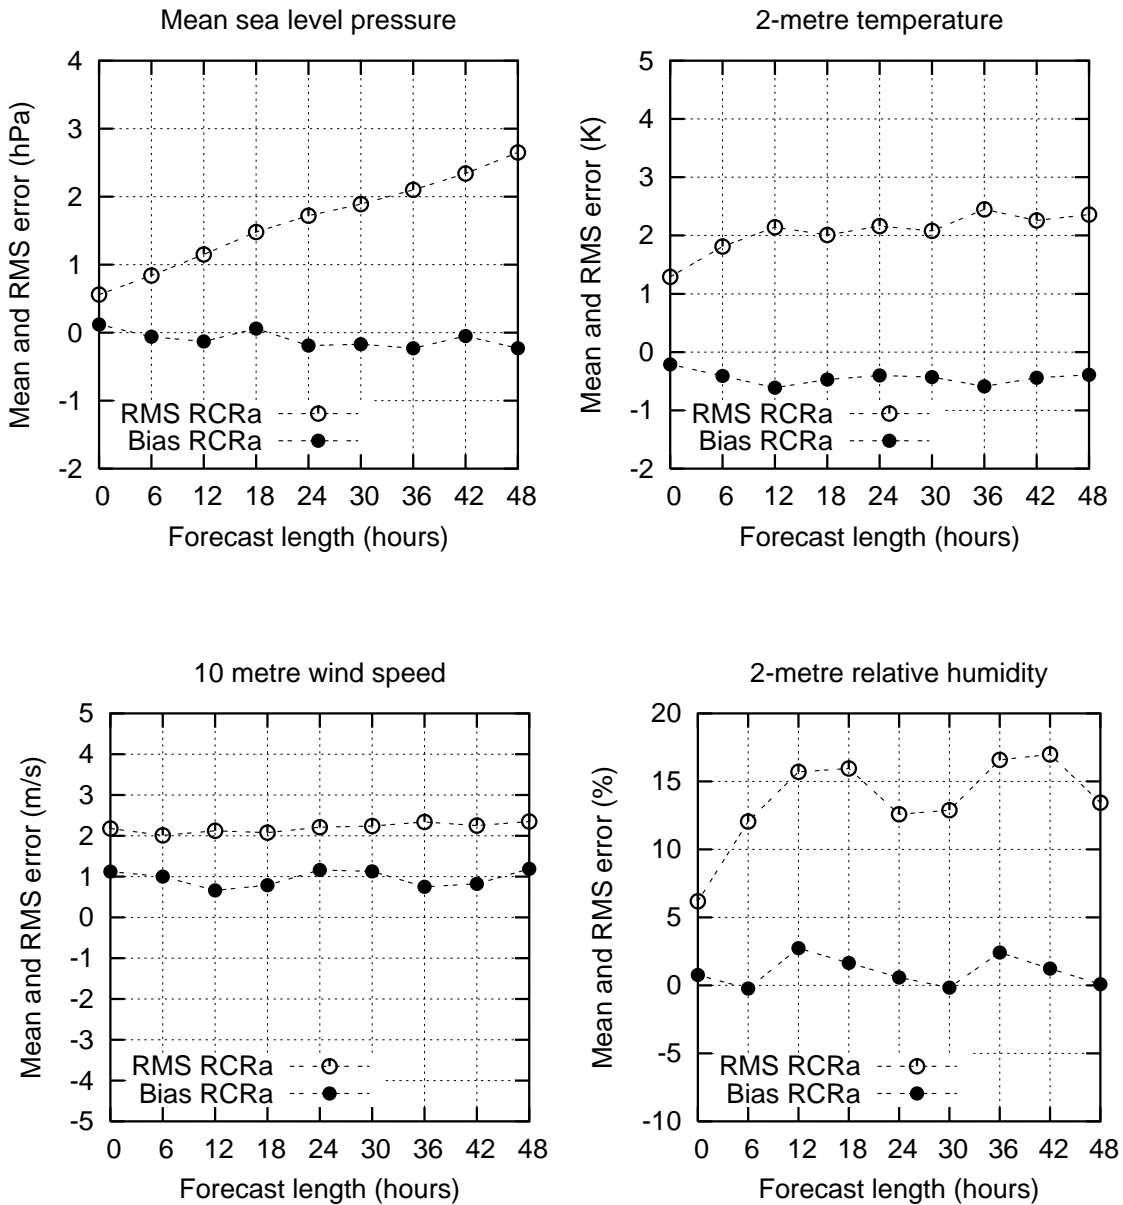 Mean sea level pressure
Mean and RMS error (hPa)
4
3
2
1
0
-1
-2
RMS RCRa
Bias RCRa
0 6 12 18 24 30 36 42 48
Forecast length (hours)
2-metre temperature
Mean and RMS error (K)
5
4
3
2
1
0
-1
-2
RMS RCRa
Bias RCRa
0 6 12 18 24 30 36 42 48
Forecast length (hours)
10 metre wind speed
Mean and RMS error (m/s)
5
4
3
2
1
0
-1
-2
-3
-4
-5
RMS RCRa
Bias RCRa
0 6 12 18 24 30 36 42 48
Forecast length (hours)
2-metre relative humidity
Mean and RMS error (%)
20
15
10
5
0
-5
-10
RMS RCRa
Bias RCRa
0 6 12 18 24 30 36 42 48
Forecast length (hours)